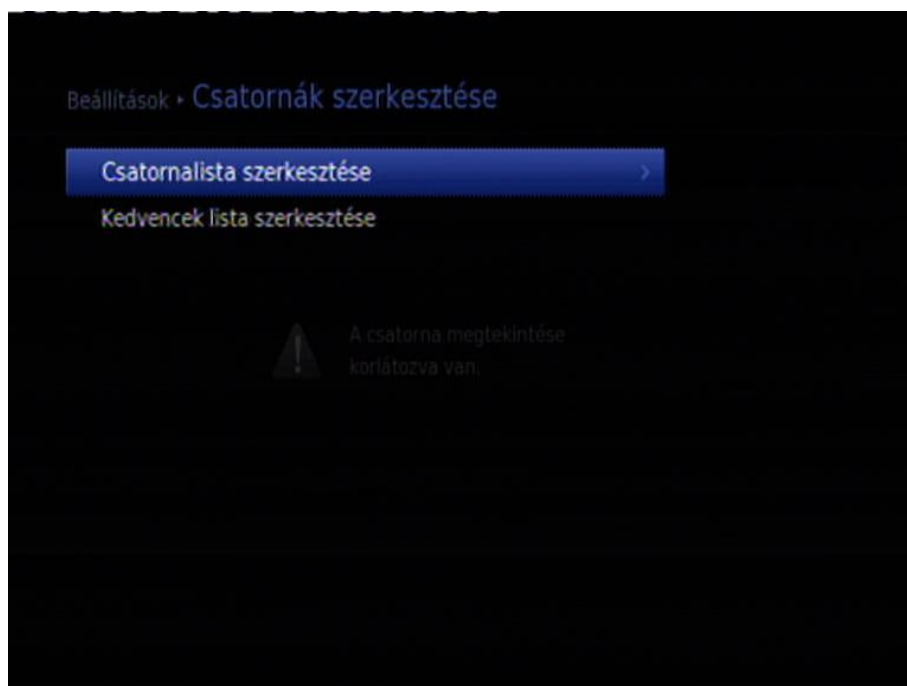 Beállítások ▸ Csatornák szerkesztése
Csatornalista szerkesztése
Kedvencek lista szerkesztése
A csatorna megtekintése
korlátozva van.